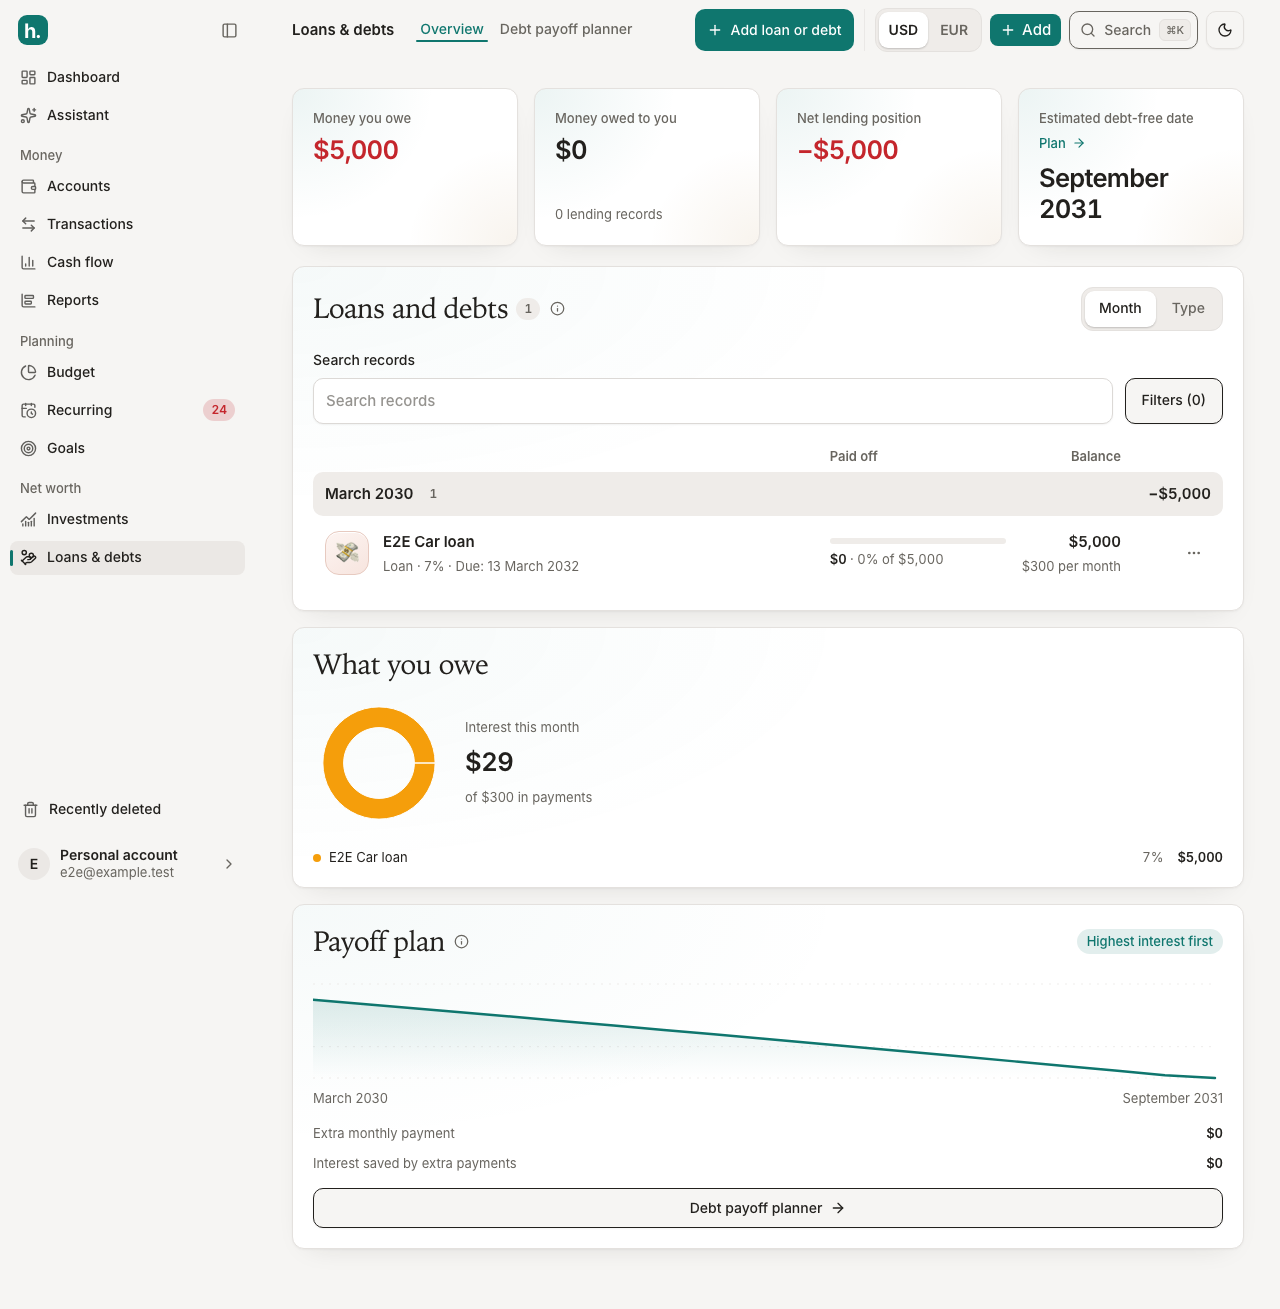 h.
Dashboard
Assistant
Money
Accounts
Transactions
Cash flow
Reports
Planning
Budget
Recurring 24
Goals
Net worth
Investments
Loans & debts
Recently deleted
E
Personal account
e2e@example.test
Loans & debts Overview Debt payoff planner + Add loan or debt USD EUR + Add Search ⌘K
Money you owe
$5,000
Money owed to you
$0
0 lending records
Net lending position
−$5,000
Estimated debt-free date
Plan →
September
2031
Loans and debts 1
Month Type
Search records
Search records
Filters (0)
Paid off Balance
March 2030 1 −$5,000
E2E Car loan
Loan · 7% · Due: 13 March 2032
$0 · 0% of $5,000
$5,000
$300 per month
...
What you owe
Interest this month
$29
of $300 in payments
E2E Car loan 7% $5,000
Payoff plan
Highest interest first
March 2030 September 2031
Extra monthly payment $0
Interest saved by extra payments $0
Debt payoff planner →